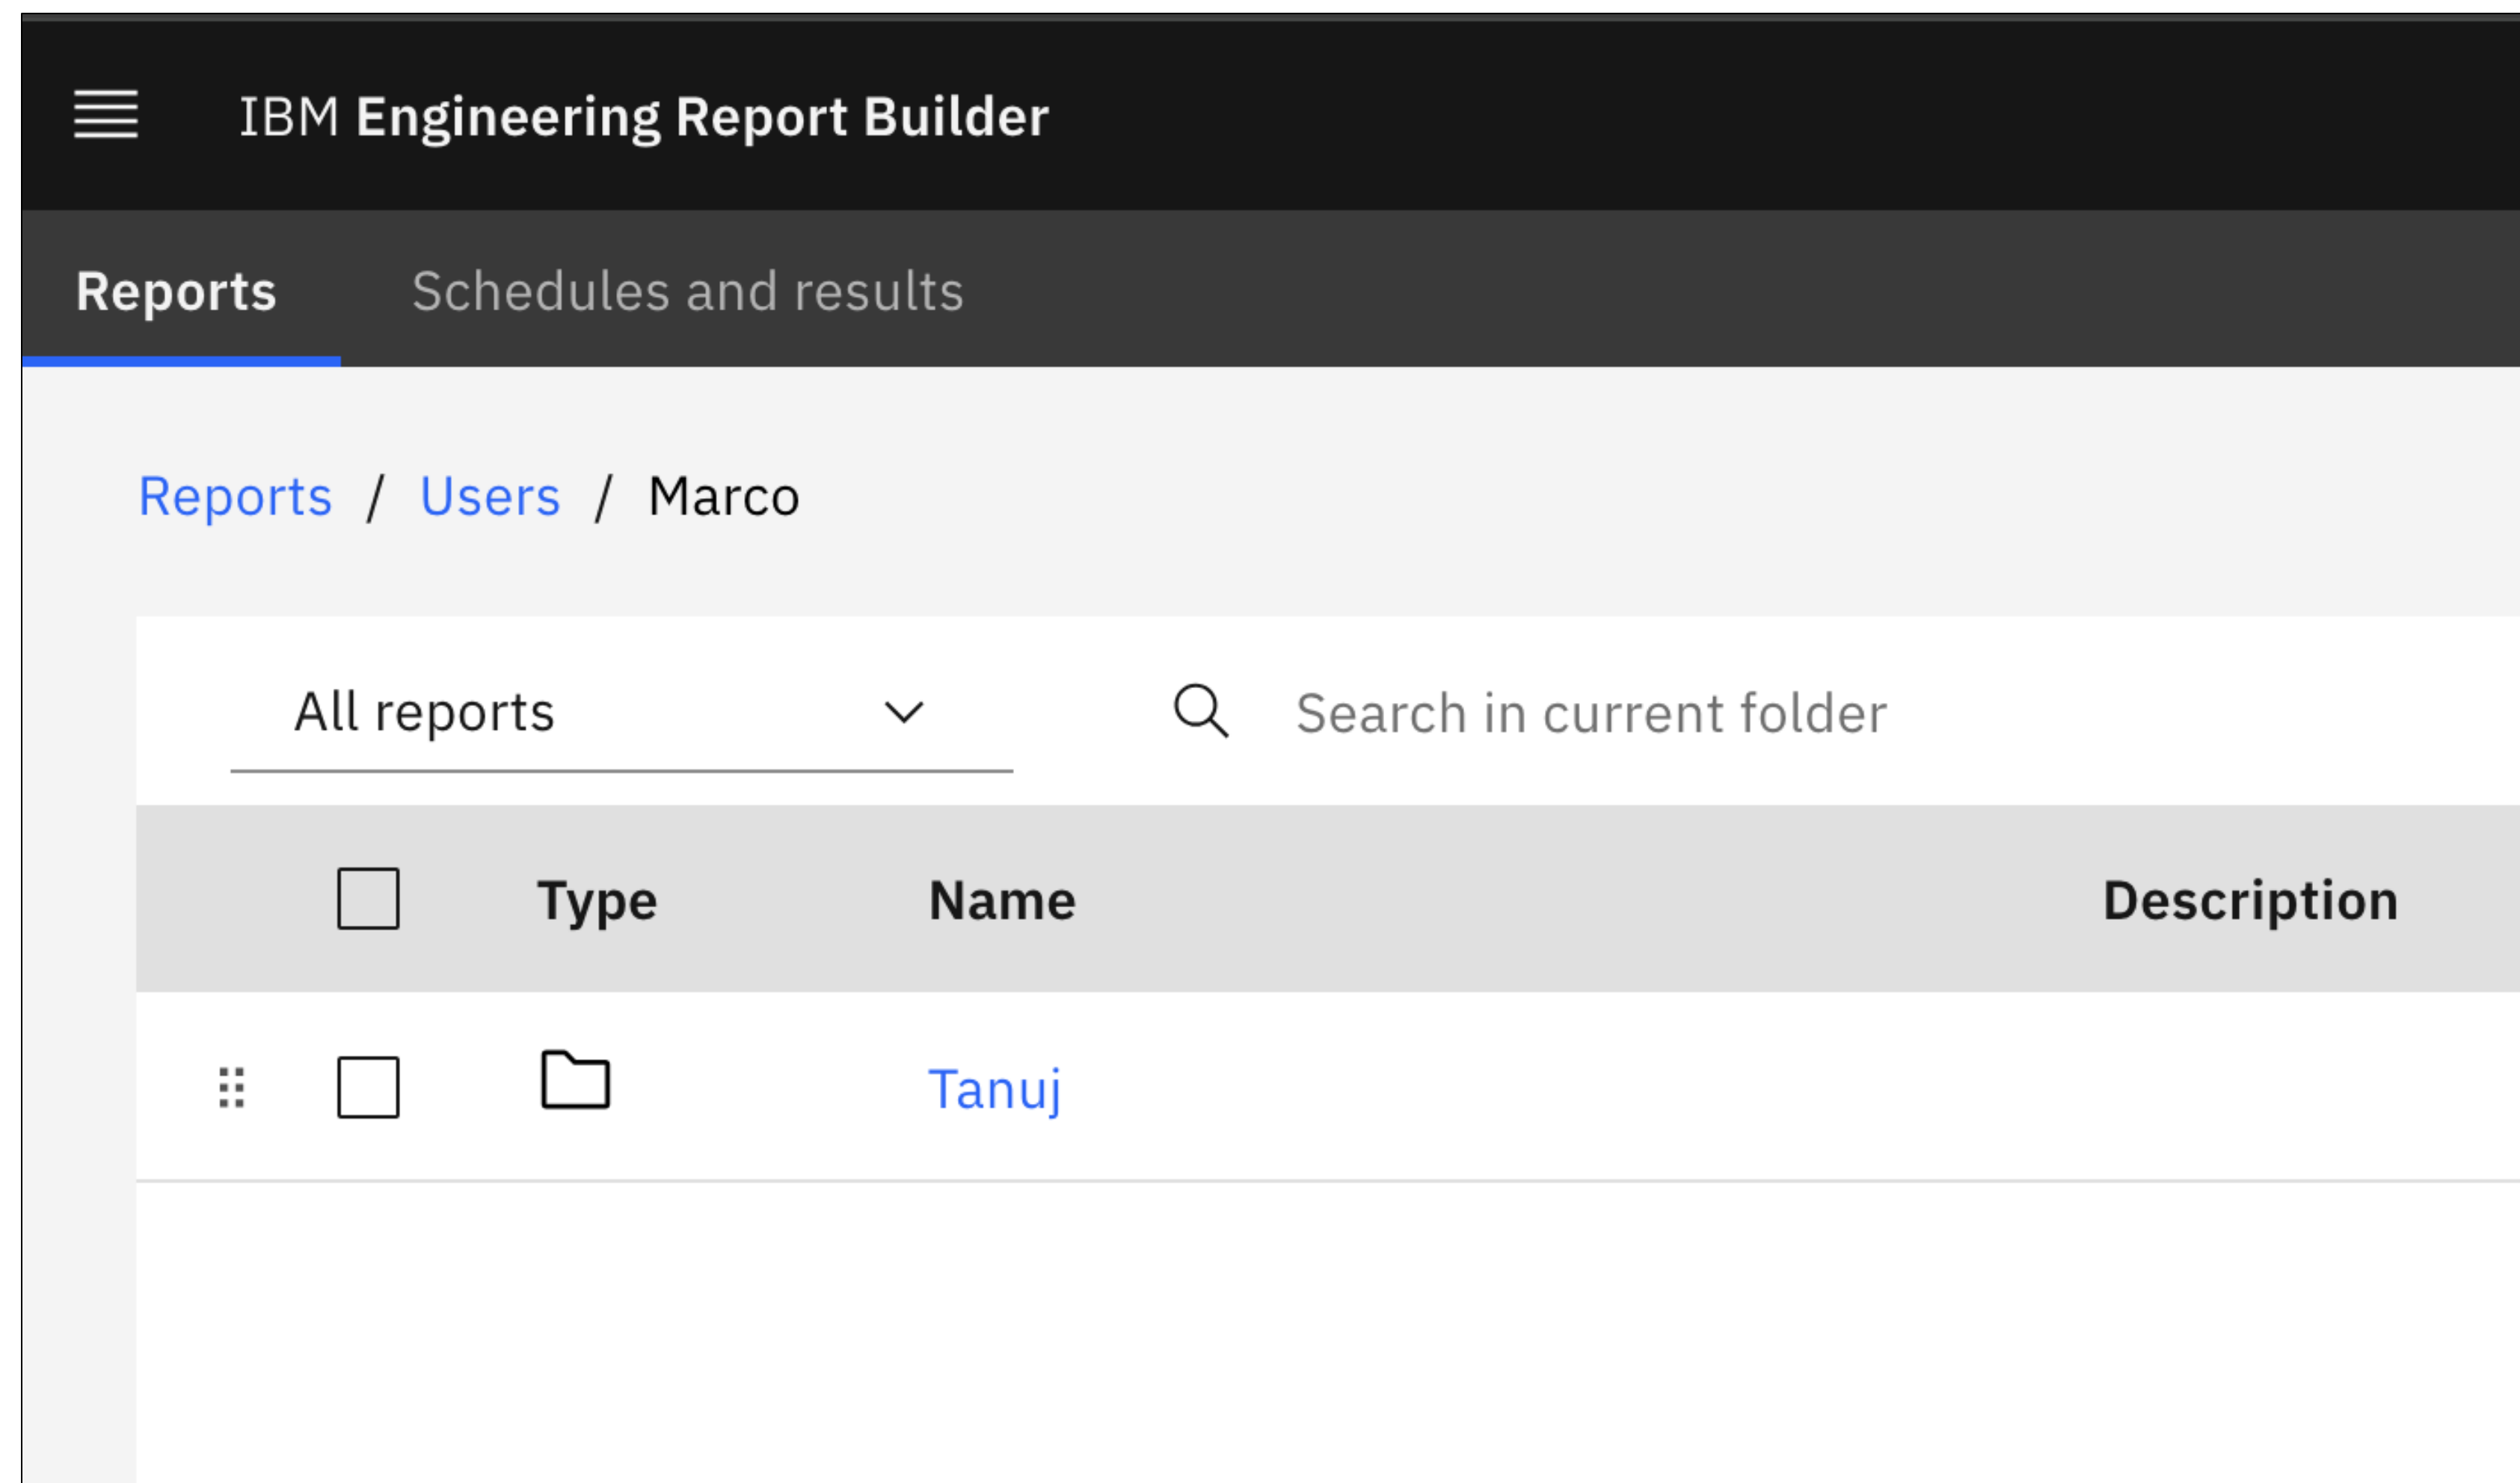 IBM Engineering Report Builder
Reports Schedules and results
Reports / Users / Marco
All reports Search in current folder
Type Name Description
Tanuj